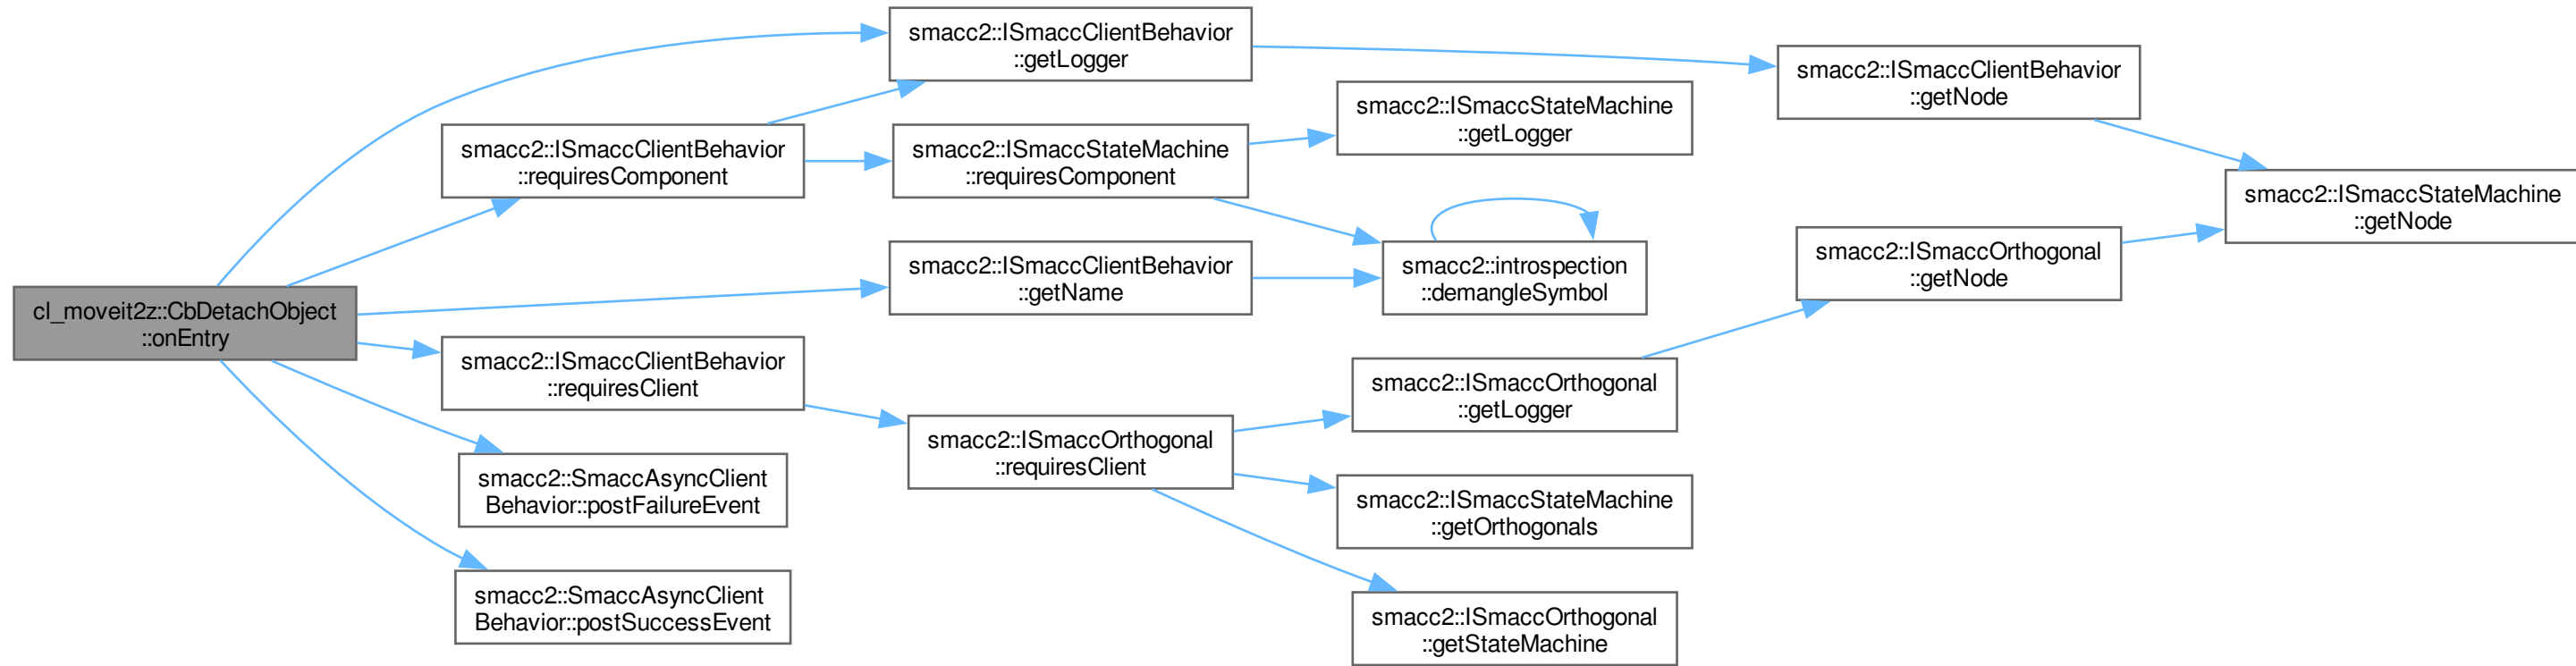 cl_moveit2z::CbDetachObject
::onEntry
smacc2::ISmaccClientBehavior
::getLogger
smacc2::ISmaccClientBehavior
::requiresComponent
smacc2::ISmaccStateMachine
::requiresComponent
smacc2::ISmaccStateMachine
::getLogger
smacc2::ISmaccClientBehavior
::getName
smacc2::introspection
::demangleSymbol
smacc2::ISmaccClientBehavior
::getNode
smacc2::ISmaccStateMachine
::getNode
smacc2::ISmaccOrthogonal
::getNode
smacc2::ISmaccClientBehavior
::requiresClient
smacc2::ISmaccOrthogonal
::requiresClient
smacc2::ISmaccOrthogonal
::getLogger
smacc2::ISmaccStateMachine
::getOrthogonals
smacc2::ISmaccOrthogonal
::getStateMachine
smacc2::SmaccAsyncClient
Behavior::postFailureEvent
smacc2::SmaccAsyncClient
Behavior::postSuccessEvent